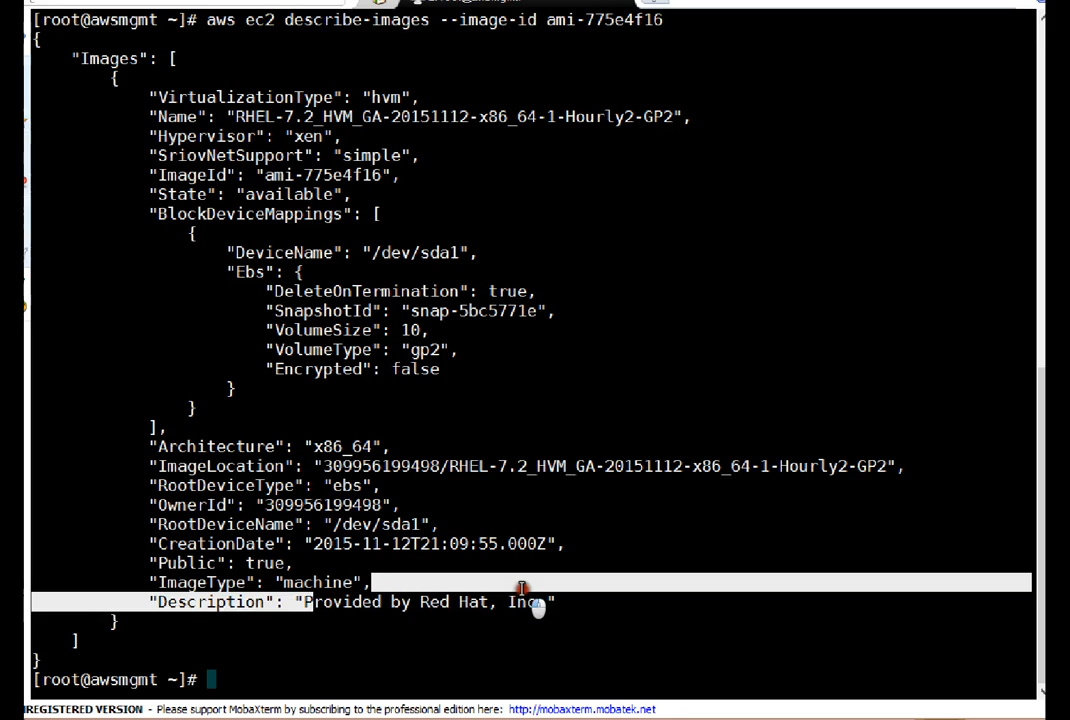 [root@awsmgmt ~]# aws ec2 describe-images --image-id ami-775e4f16
{
    "Images": [
        {
            "VirtualizationType": "hvm",
            "Name": "RHEL-7.2_HVM_GA-20151112-x86_64-1-Hourly2-GP2",
            "Hypervisor": "xen",
            "SriovNetSupport": "simple",
            "ImageId": "ami-775e4f16",
            "State": "available",
            "BlockDeviceMappings": [
                {
                    "DeviceName": "/dev/sda1",
                    "Ebs": {
                        "DeleteOnTermination": true,
                        "SnapshotId": "snap-5bc5771e",
                        "VolumeSize": 10,
                        "VolumeType": "gp2",
                        "Encrypted": false
                    }
                }
            ],
            "Architecture": "x86_64",
            "ImageLocation": "309956199498/RHEL-7.2_HVM_GA-20151112-x86_64-1-Hourly2-GP2",
            "RootDeviceType": "ebs",
            "OwnerId": "309956199498",
            "RootDeviceName": "/dev/sda1",
            "CreationDate": "2015-11-12T21:09:55.000Z",
            "Public": true,
            "ImageType": "machine",
            "Description": "Provided by Red Hat, Inc."
        }
    ]
}
[root@awsmgmt ~]#
REGISTERED VERSION - Please support MobaXterm by subscribing to the professional edition here: http://mobaxterm.mobatek.net